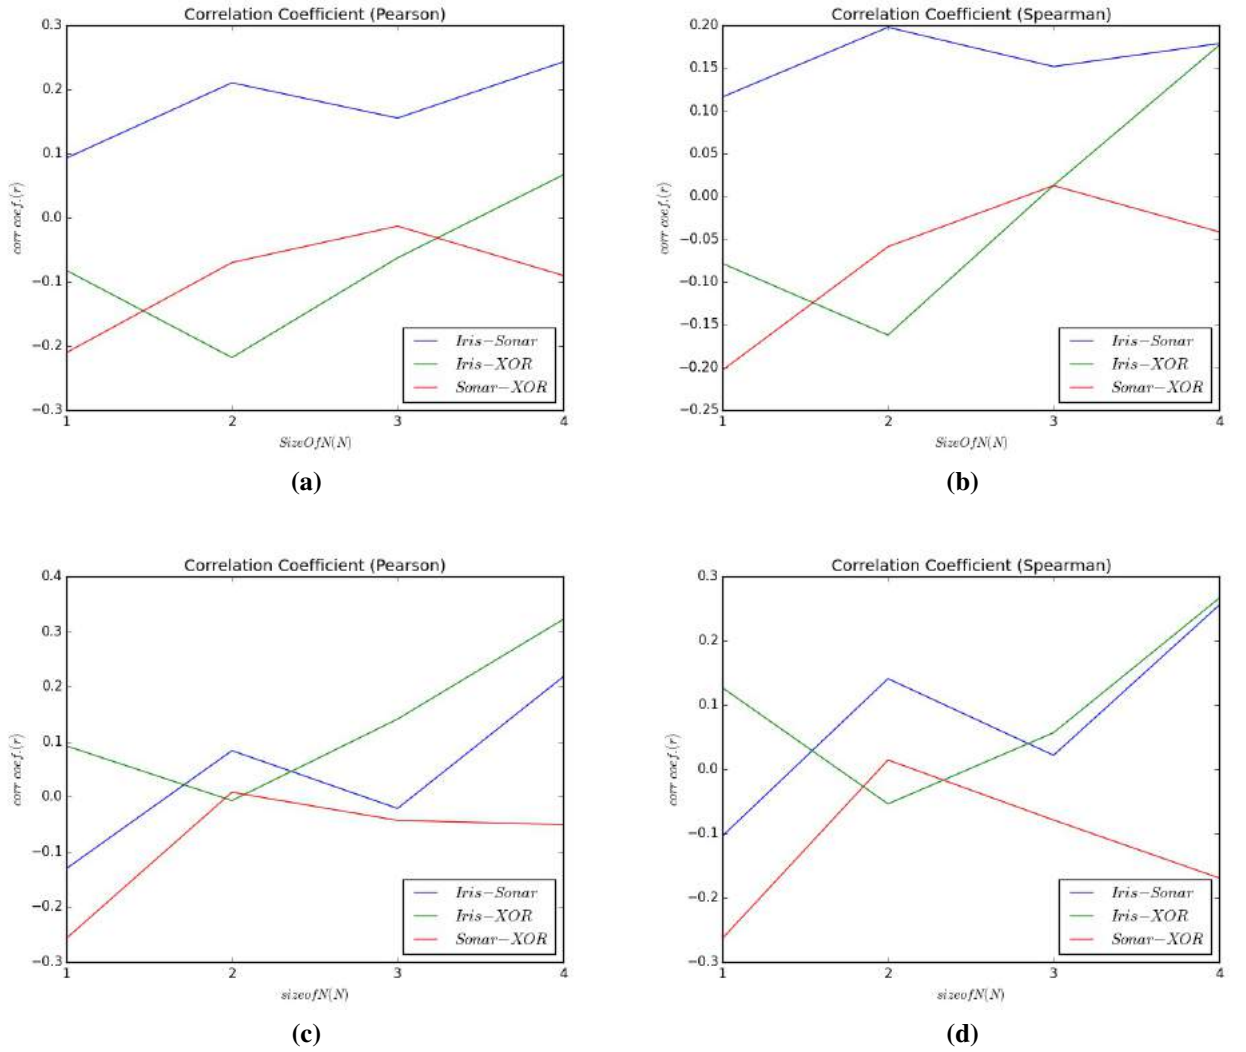 Correlation Coefficient (Pearson)
0.3
0.2
0.1
0.0
−0.1
−0.2
−0.3
corr coef.(r)
1 2 3 4
SizeOfN(N)
Iris−Sonar
Iris−XOR
Sonar−XOR
(a)
Correlation Coefficient (Spearman)
0.20
0.15
0.10
0.05
0.00
−0.05
−0.10
−0.15
−0.20
−0.25
corr coef.(r)
1 2 3 4
SizeOfN(N)
Iris−Sonar
Iris−XOR
Sonar−XOR
(b)
Correlation Coefficient (Pearson)
0.4
0.3
0.2
0.1
0.0
−0.1
−0.2
−0.3
corr coef.(r)
1 2 3 4
sizeofN(N)
Iris−Sonar
Iris−XOR
Sonar−XOR
(c)
Correlation Coefficient (Spearman)
0.3
0.2
0.1
0.0
−0.1
−0.2
−0.3
corr coef.(r)
1 2 3 4
sizeofN(N)
Iris−Sonar
Iris−XOR
Sonar−XOR
(d)